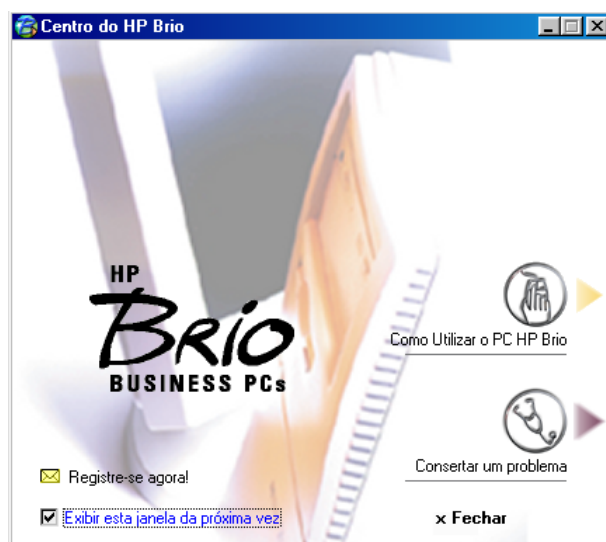 Centro do HP Brio
HP
BRIO
BUSINESS PCs
Como Utilizar o PC HP Brio
Consertar um problema
Registre-se agora!
Exibir esta janela da próxima vez
x Fechar